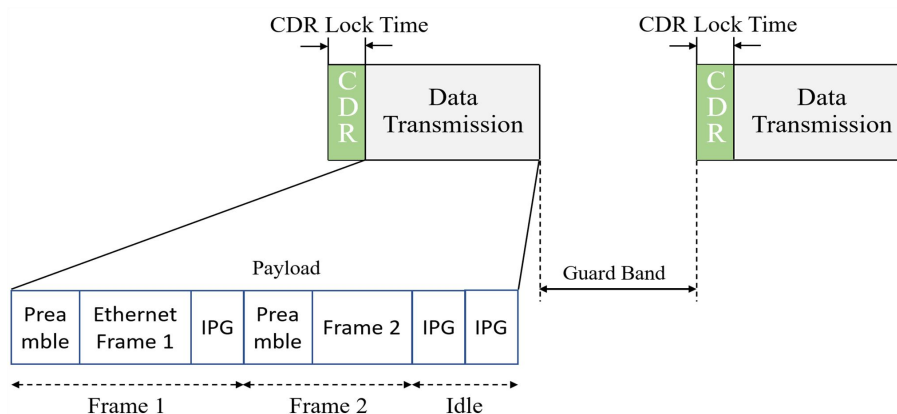 CDR Lock Time
CDR Lock Time
C
D
R
Data
Transmission
C
D
R
Data
Transmission
Payload
Guard Band
Prea
mble
Ethernet
Frame 1
IPG
Prea
mble
Frame 2
IPG
IPG
Frame 1
Frame 2
Idle